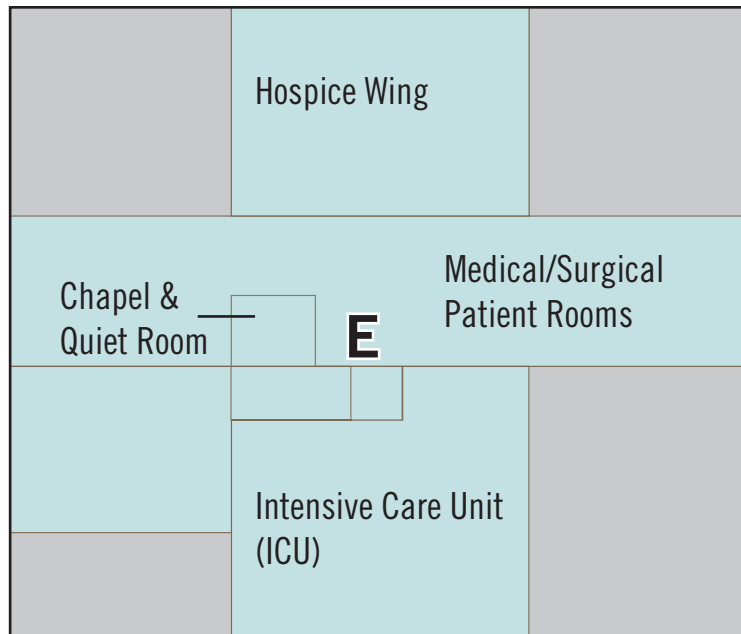 Hospice Wing
Medical/Surgical
Patient Rooms
Chapel &
Quiet Room
E
Intensive Care Unit
(ICU)